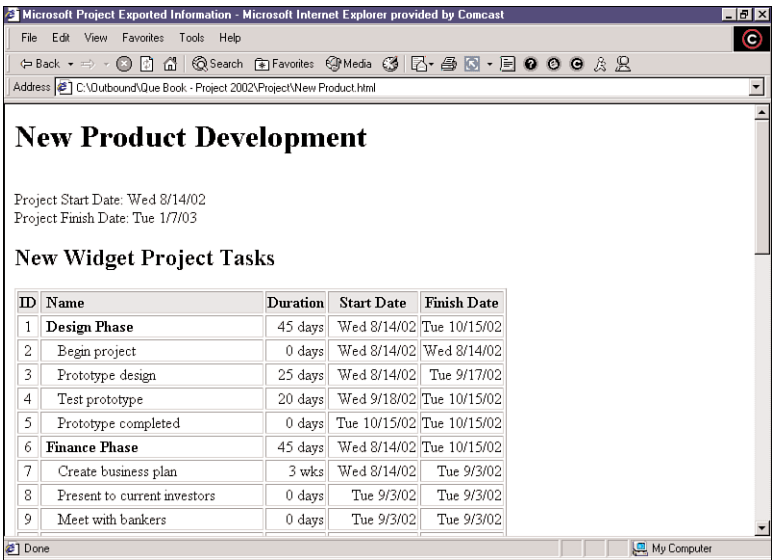 Microsoft Project Exported Information - Microsoft Internet Explorer provided by Comcast
File Edit View Favorites Tools Help
Back Search Favorites Media
Address C:\Outbound\Que Book - Project 2002\Project\New Product.html
New Product Development
Project Start Date: Wed 8/14/02
Project Finish Date: Tue 1/7/03
New Widget Project Tasks
ID Name Duration Start Date Finish Date
1 Design Phase 45 days Wed 8/14/02 Tue 10/15/02
2 Begin project 0 days Wed 8/14/02 Wed 8/14/02
3 Prototype design 25 days Wed 8/14/02 Tue 9/17/02
4 Test prototype 20 days Wed 9/18/02 Tue 10/15/02
5 Prototype completed 0 days Tue 10/15/02 Tue 10/15/02
6 Finance Phase 45 days Wed 8/14/02 Tue 10/15/02
7 Create business plan 3 wks Wed 8/14/02 Tue 9/3/02
8 Present to current investors 0 days Tue 9/3/02 Tue 9/3/02
9 Meet with bankers 0 days Tue 9/3/02 Tue 9/3/02
Done My Computer